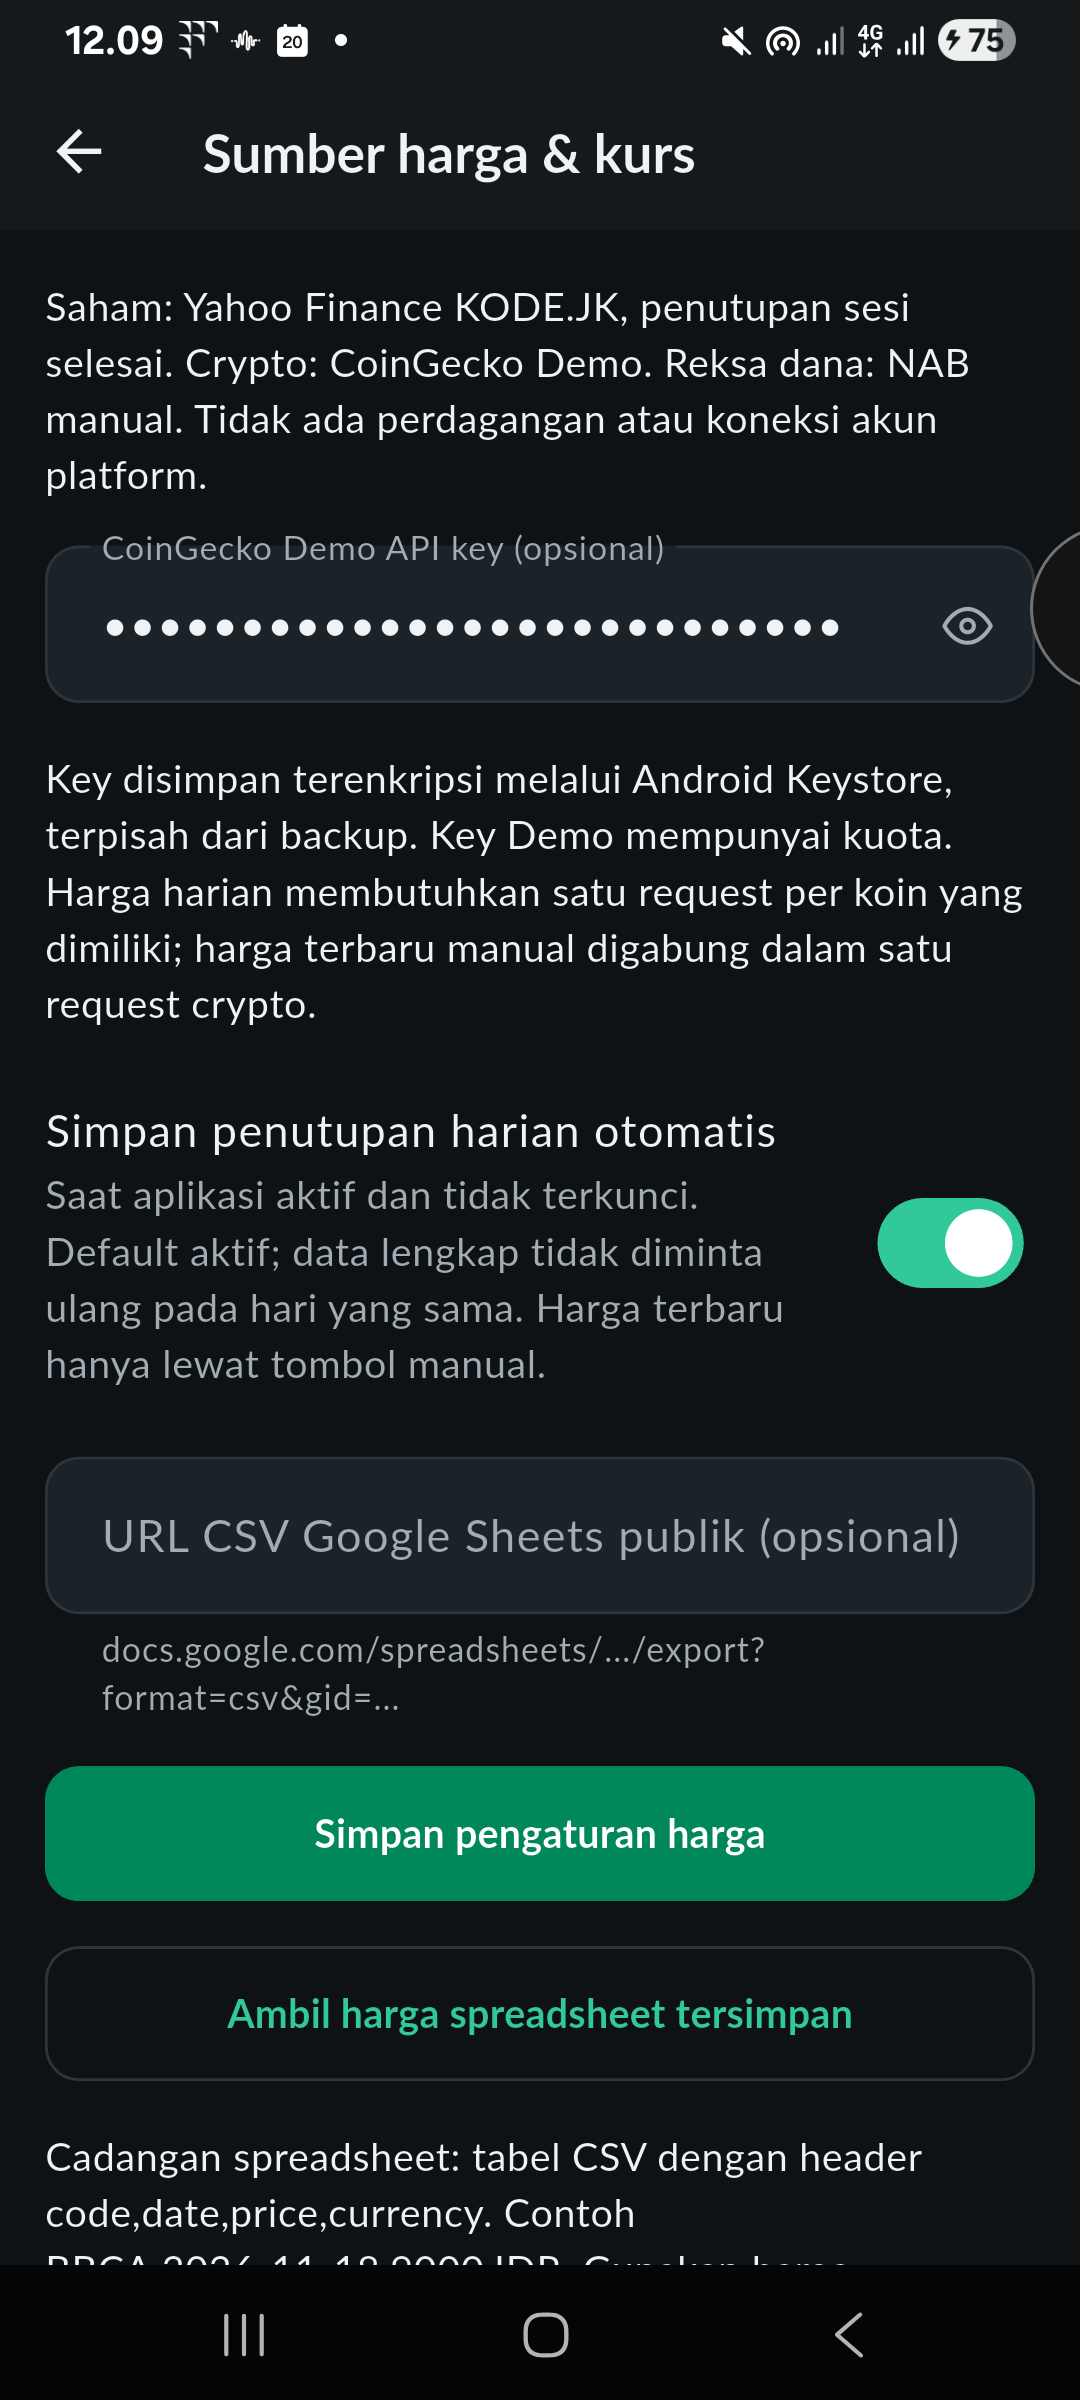 12.09
20
4G
75
Sumber harga & kurs
Saham: Yahoo Finance KODE.JK, penutupan sesi
selesai. Crypto: CoinGecko Demo. Reksa dana: NAB
manual. Tidak ada perdagangan atau koneksi akun
platform.
CoinGecko Demo API key (opsional)
•••••••••••••••••••••••••••
Key disimpan terenkripsi melalui Android Keystore,
terpisah dari backup. Key Demo mempunyai kuota.
Harga harian membutuhkan satu request per koin yang
dimiliki; harga terbaru manual digabung dalam satu
request crypto.
Simpan penutupan harian otomatis
Saat aplikasi aktif dan tidak terkunci.
Default aktif; data lengkap tidak diminta
ulang pada hari yang sama. Harga terbaru
hanya lewat tombol manual.
URL CSV Google Sheets publik (opsional)
docs.google.com/spreadsheets/.../export?
format=csv&gid=...
Simpan pengaturan harga
Ambil harga spreadsheet tersimpan
Cadangan spreadsheet: tabel CSV dengan header
code,date,price,currency. Contoh